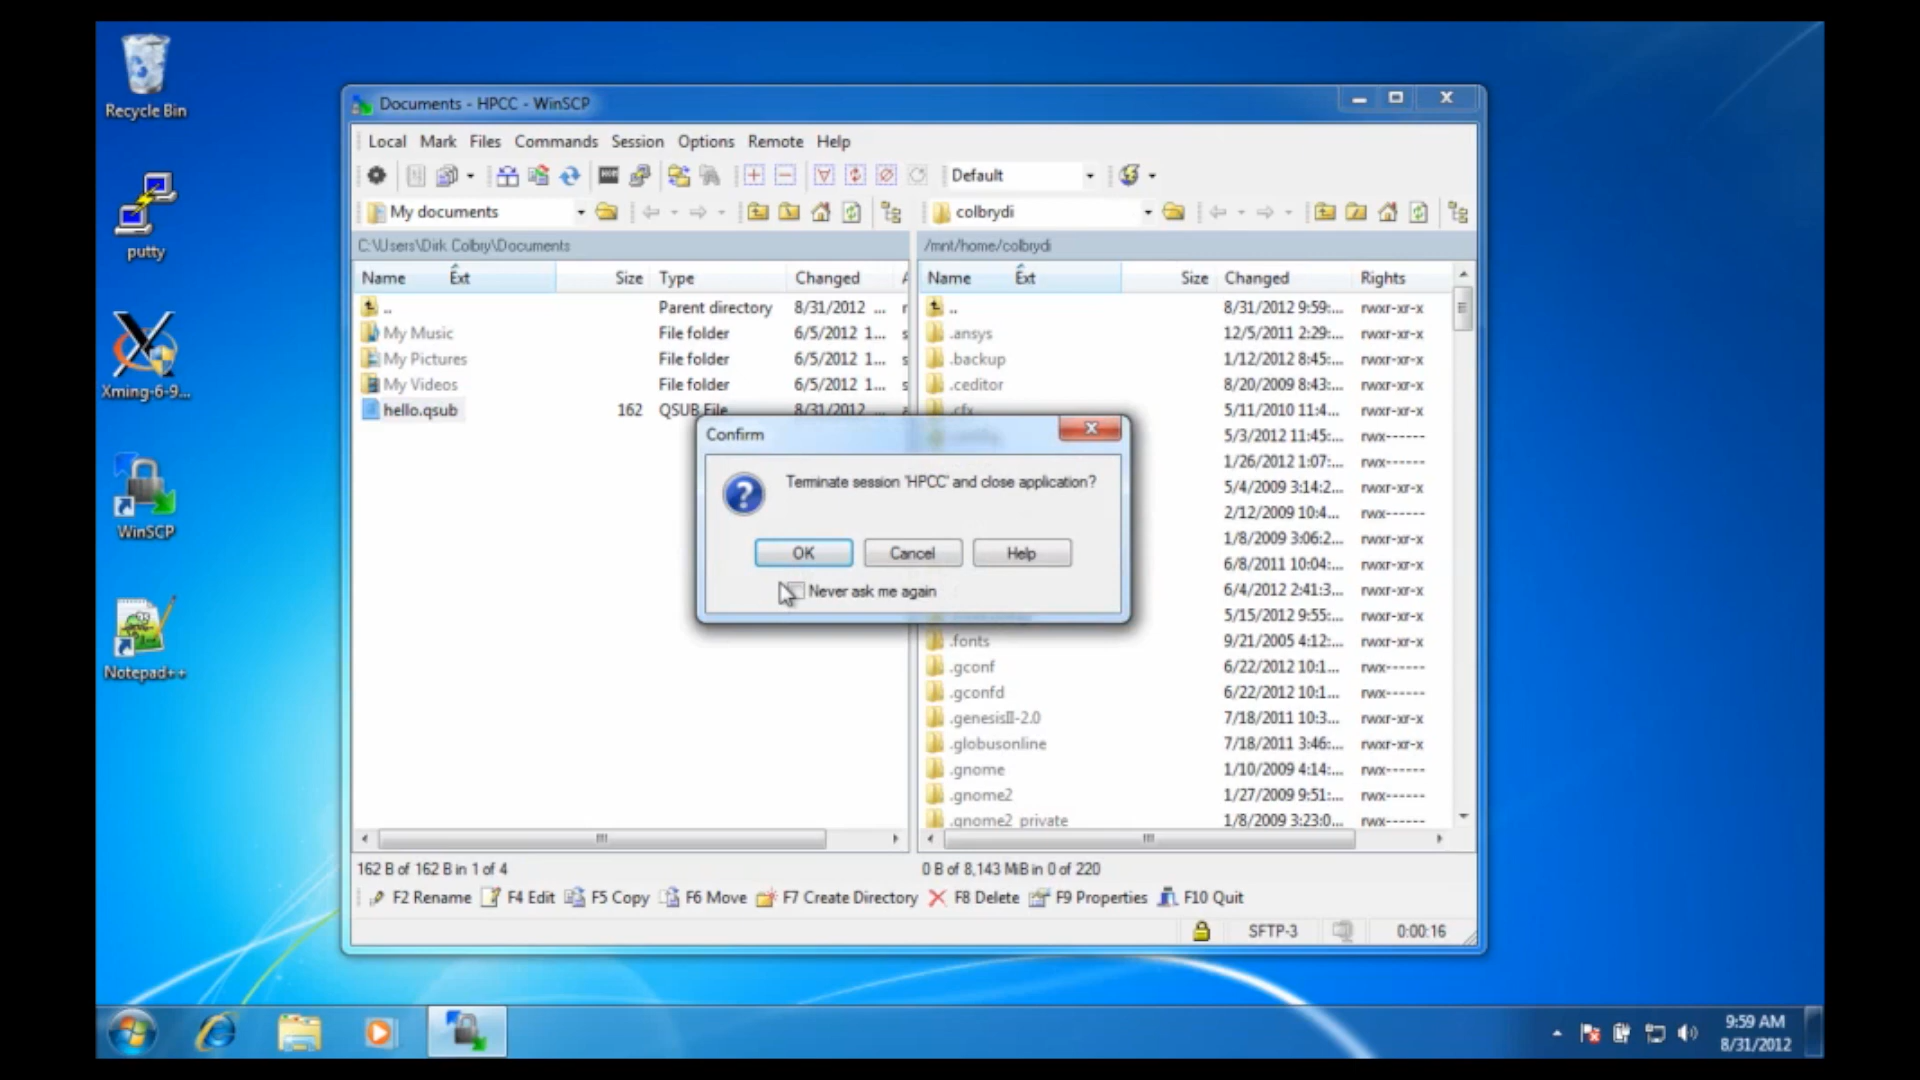 Recycle Bin
putty
Xming-6-9...
WinSCP
Notepad++
Documents - HPCC - WinSCP
Local Mark Files Commands Session Options Remote Help
Default
My documents
colbrydi
C:\Users\Dirk Colbry\Documents
/mnt/home/colbrydi
Name Ext Size Type Changed
Name Ext Size Changed Rights
.. Parent directory 8/31/2012 ...
My Music File folder 6/5/2012 1...
My Pictures File folder 6/5/2012 1...
My Videos File folder 6/5/2012 1...
hello.qsub 162 QSUB File 8/31/2012 ...
.. 8/31/2012 9:59:... rwxr-xr-x
.ansys 12/5/2011 2:29:... rwxr-xr-x
.backup 1/12/2012 8:45:... rwxr-xr-x
.ceditor 8/20/2009 8:43:... rwxr-xr-x
.cfx 5/11/2010 11:4... rwxr-xr-x
5/3/2012 11:45:... rwx------
1/26/2012 1:07:... rwx------
5/4/2009 3:14:2... rwxr-xr-x
2/12/2009 10:4... rwx------
1/8/2009 3:06:2... rwxr-xr-x
6/8/2011 10:04:... rwxr-xr-x
6/4/2012 2:41:3... rwxr-xr-x
5/15/2012 9:55:... rwxr-xr-x
.fonts 9/21/2005 4:12:... rwxr-xr-x
.gconf 6/22/2012 10:1... rwx------
.gconfd 6/22/2012 10:1... rwx------
.genesisII-2.0 7/18/2011 10:3... rwxr-xr-x
.globusonline 7/18/2011 3:46:... rwxr-xr-x
.gnome 1/10/2009 4:14:... rwx------
.gnome2 1/27/2009 9:51:... rwx------
.gnome2_private 1/8/2009 3:23:0... rwx------
Confirm
Terminate session 'HPCC' and close application?
OK Cancel Help
Never ask me again
162 B of 162 B in 1 of 4
0 B of 8,143 MiB in 0 of 220
F2 Rename F4 Edit F5 Copy F6 Move F7 Create Directory F8 Delete F9 Properties F10 Quit
SFTP-3 0:00:16
9:59 AM
8/31/2012